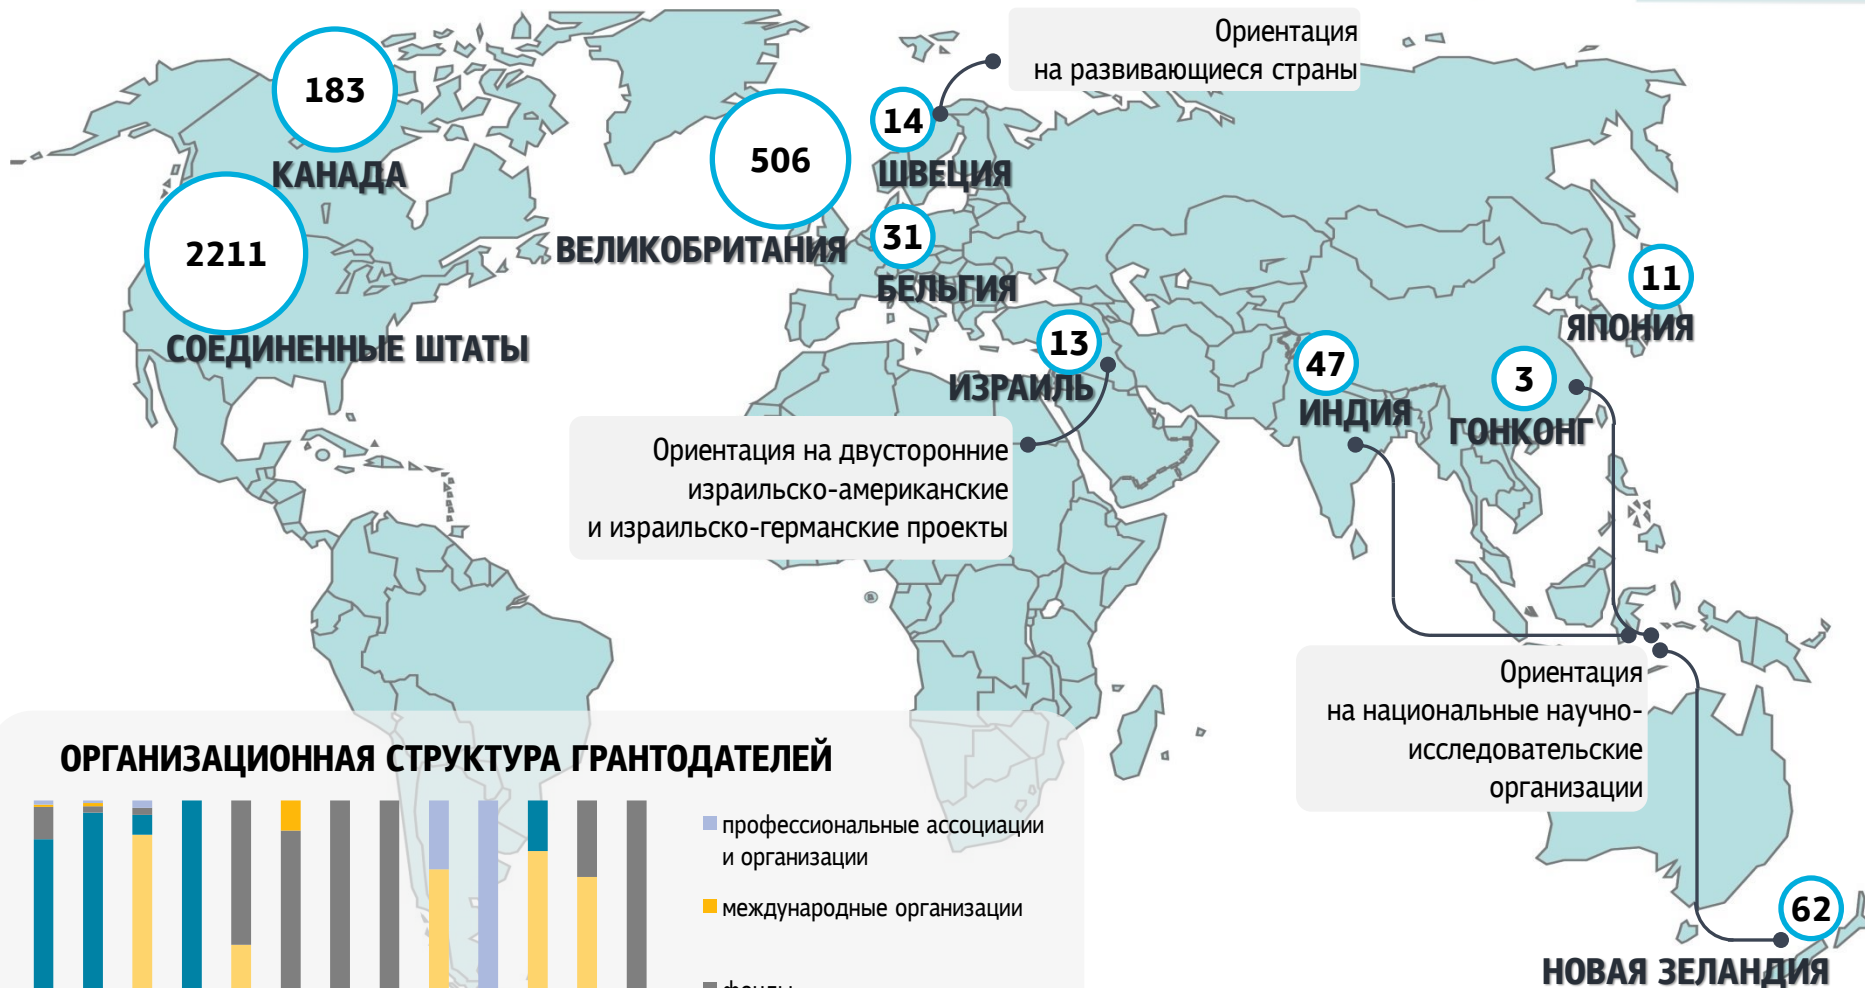 Ориентация
на развивающиеся страны
183
КАНАДА
14
ШВЕЦИЯ
506
ВЕЛИКОБРИТАНИЯ
2211
СОЕДИНЕННЫЕ ШТАТЫ
31
БЕЛЬГИЯ
11
ЯПОНИЯ
13
ИЗРАИЛЬ
47
ИНДИЯ
3
ГОНКОНГ
Ориентация на двусторонние
израильско-американские
и израильско-германские проекты
Ориентация
на национальные научно-
исследовательские
организации
62
НОВАЯ ЗЕЛАНДИЯ
ОРГАНИЗАЦИОННАЯ СТРУКТУРА ГРАНТОДАТЕЛЕЙ
профессиональные ассоциации
и организации
международные организации
фонды